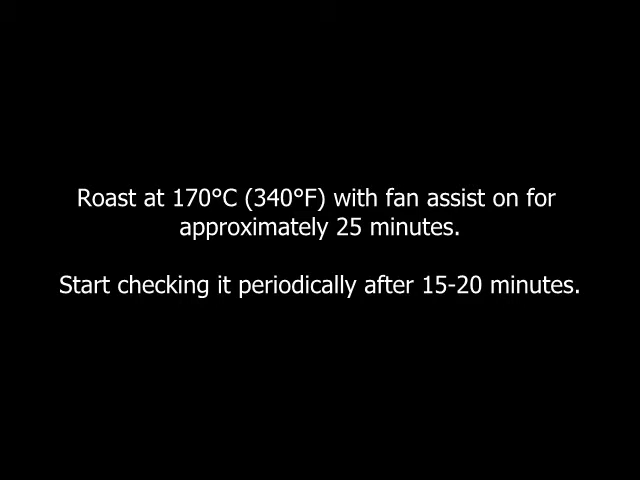 Roast at 170°C (340°F) with fan assist on for
approximately 25 minutes.
Start checking it periodically after 15-20 minutes.